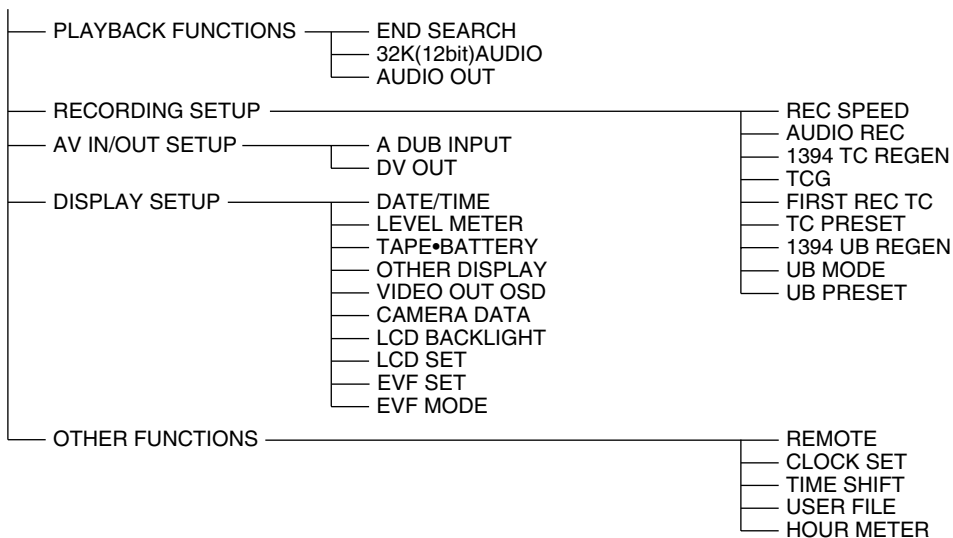 PLAYBACK FUNCTIONS
END SEARCH
32K(12bit)AUDIO
AUDIO OUT
RECORDING SETUP
REC SPEED
AUDIO REC
1394 TC REGEN
TCG
FIRST REC TC
TC PRESET
1394 UB REGEN
UB MODE
UB PRESET
AV IN/OUT SETUP
A DUB INPUT
DV OUT
DISPLAY SETUP
DATE/TIME
LEVEL METER
TAPE•BATTERY
OTHER DISPLAY
VIDEO OUT OSD
CAMERA DATA
LCD BACKLIGHT
LCD SET
EVF SET
EVF MODE
OTHER FUNCTIONS
REMOTE
CLOCK SET
TIME SHIFT
USER FILE
HOUR METER